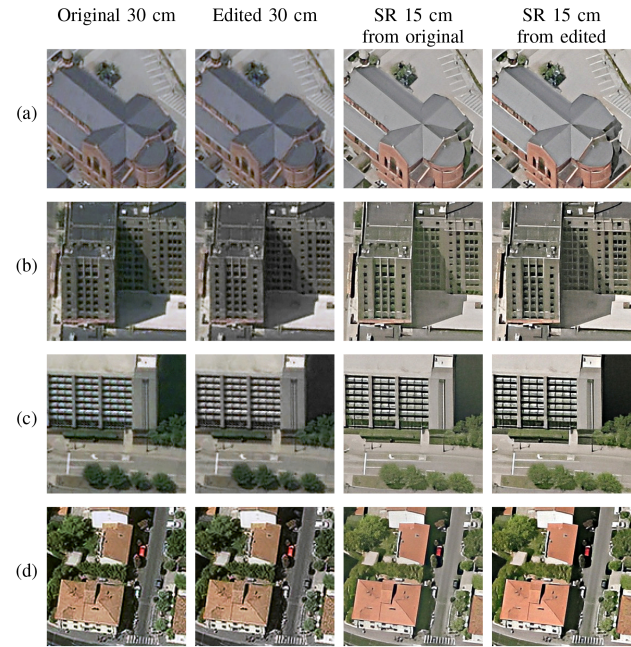 Original 30 cm Edited 30 cm SR 15 cm SR 15 cm
from original from edited
(a)
(b)
(c)
(d)